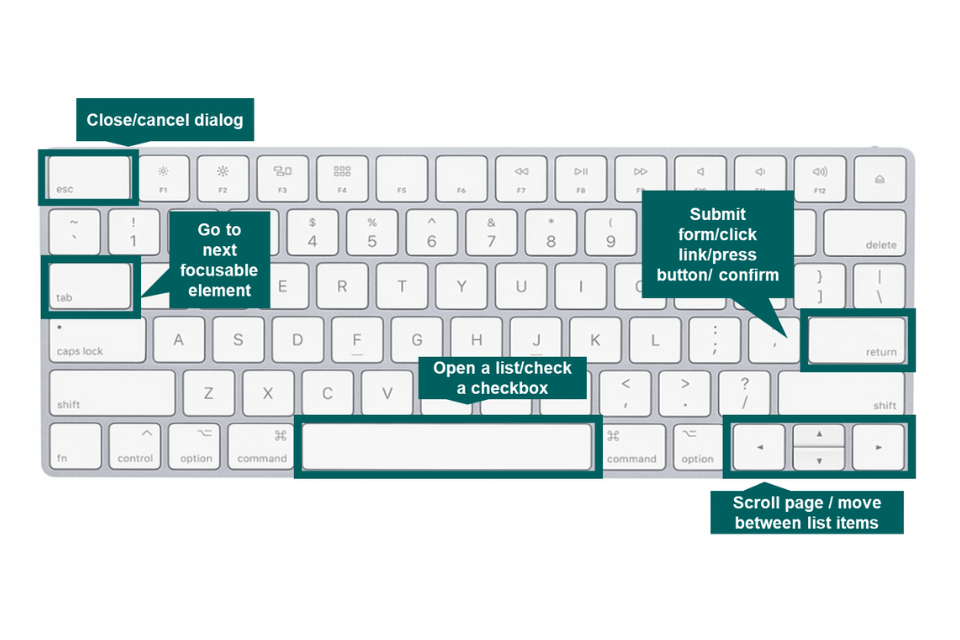 Close/cancel dialog
esc
F1
F2
F3
F4
F5
F6
F7
F8
F9
F10
F11
F12
~
`
!
1
$
4
%
5
^
6
&
7
*
8
(
9
delete
Go to
next
focusable
element
Submit
form/click
link/press
button/ confirm
tab
E
R
T
Y
U
I
}
]
|
\
caps lock
A
S
D
F
G
H
J
K
L
:
;
return
Open a list/check
a checkbox
shift
Z
X
C
V
<
,
>
.
?
/
shift
fn
control
option
command
command
option
Scroll page / move
between list items